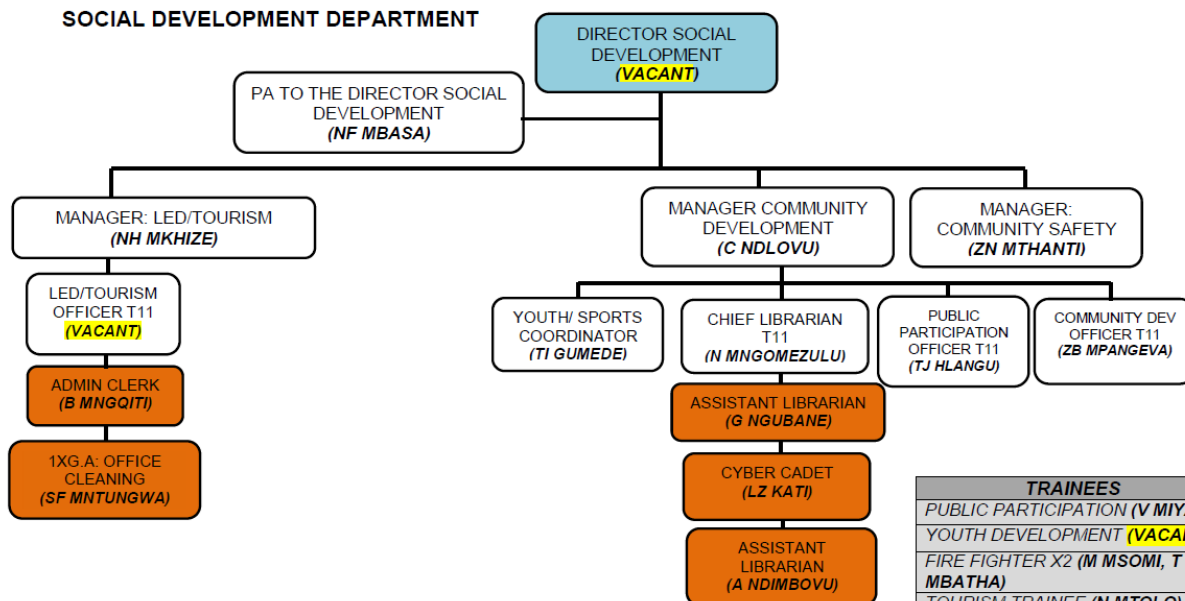 SOCIAL DEVELOPMENT DEPARTMENT
DIRECTOR SOCIAL
DEVELOPMENT
(VACANT)
PA TO THE DIRECTOR SOCIAL
DEVELOPMENT
(NF MBASA)
MANAGER: LED/TOURISM
(NH MKHIZE)
MANAGER COMMUNITY
DEVELOPMENT
(C NDLOVU)
MANAGER:
COMMUNITY SAFETY
(ZN MTHANTI)
LED/TOURISM
OFFICER T11
(VACANT)
ADMIN CLERK
(B MNGQITI)
1XG.A: OFFICE
CLEANING
(SF MNTUNGWA)
YOUTH/ SPORTS
COORDINATOR
(TI GUMEDE)
CHIEF LIBRARIAN
T11
(N MNGOMEZULU)
PUBLIC
PARTICIPATION
OFFICER T11
(TJ HLANGU)
COMMUNITY DEV
OFFICER T11
(ZB MPANGEVA)
ASSISTANT LIBRARIAN
(G NGUBANE)
CYBER CADET
(LZ KATI)
ASSISTANT
LIBRARIAN
(A NDIMBOVU)
TRAINEES
PUBLIC PARTICIPATION (V
YOUTH DEVELOPMENT
FIRE FIGHTER X2 (M MSOMI, T
MBATHA)
TOURISM TRAINEE (N MTOLO)